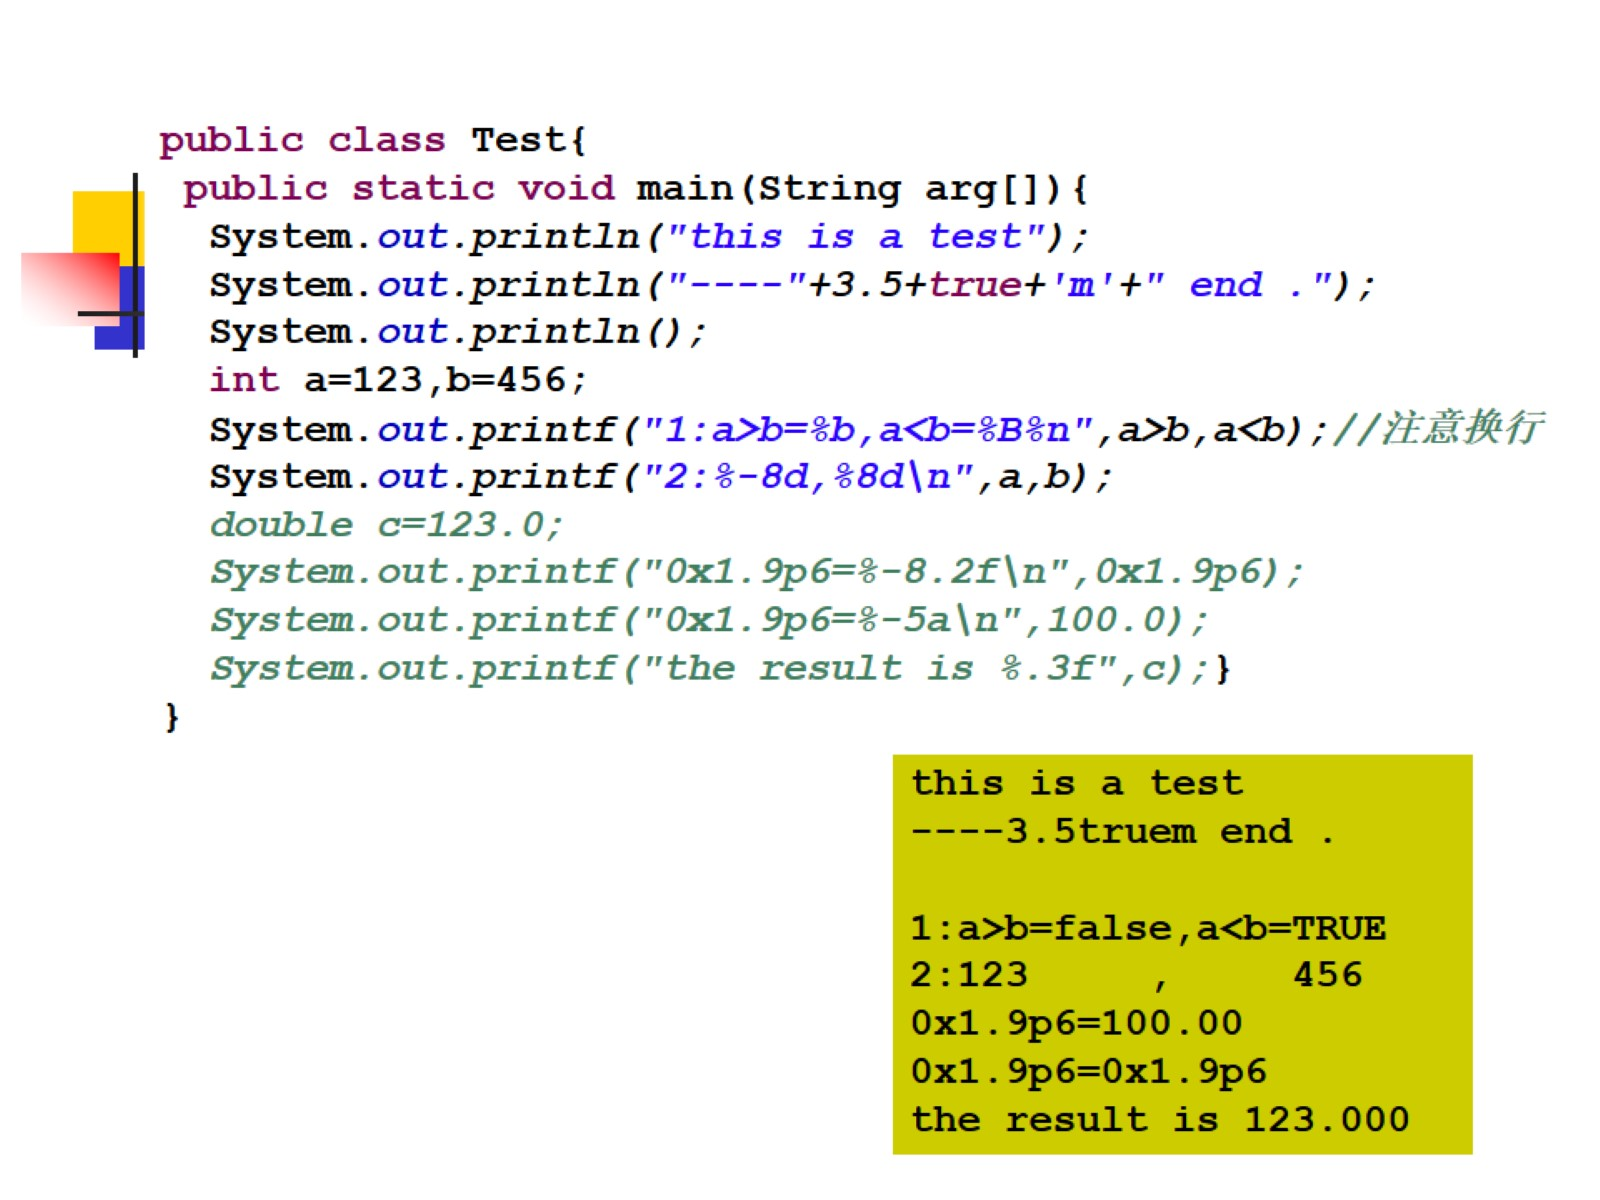 public class Test{
public static void main(String arg[]){
System.out.println("this is a test");
System.out.println("----"+3.5+true+'m'+" end .");
System.out.println();
int a=123,b=456;
System.out.printf("1:a>b=%b,a<b=%B%n",a>b,a<b);//注意换行
System.out.printf("2:%-8d,%8d\n",a,b);
double c=123.0;
System.out.printf("0x1.9p6=%-8.2f\n",0x1.9p6);
System.out.printf("0x1.9p6=%-5a\n",100.0);
System.out.printf("the result is %.3f",c);}
}
this is a test
----3.5truem end .
1:a>b=false,a<b=TRUE
2:123     ,     456
0x1.9p6=100.00
0x1.9p6=0x1.9p6
the result is 123.000